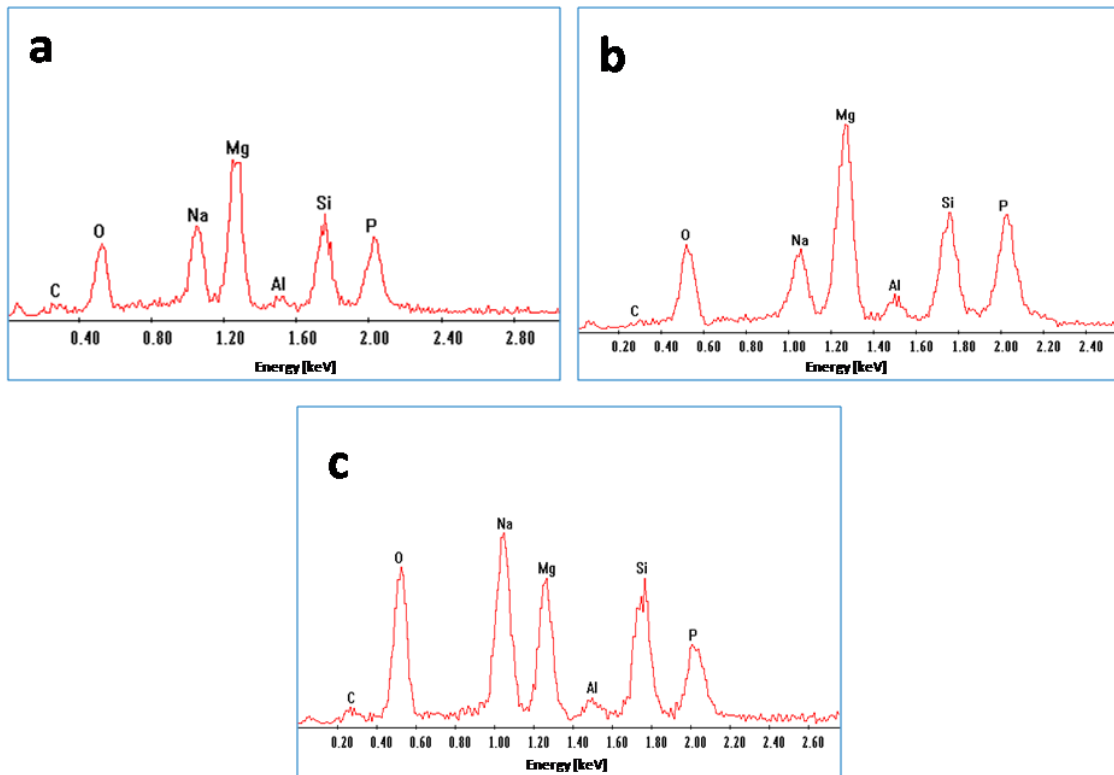 a
Mg
Na
Si
O
P
Al
C
0.40 0.80 1.20 1.60 2.00 2.40 2.80
Energy [keV]
b
Mg
Si
P
O
Na
Al
C
0.20 0.40 0.60 0.80 1.00 1.20 1.40 1.60 1.80 2.00 2.20 2.40
Energy [keV]
c
Na
O
Mg
Si
P
Al
C
0.20 0.40 0.60 0.80 1.00 1.20 1.40 1.60 1.80 2.00 2.20 2.40 2.60
Energy [keV]